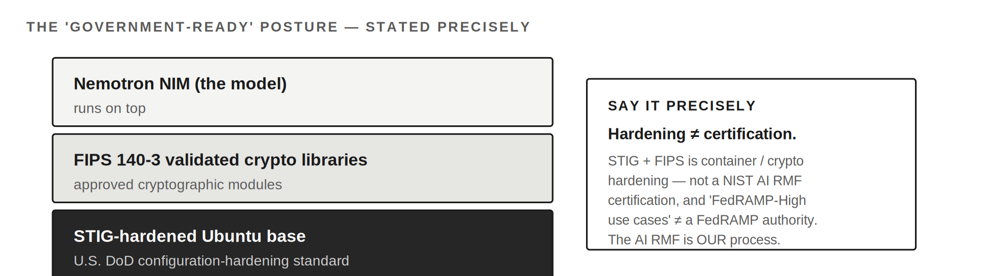 THE 'GOVERNMENT-READY' POSTURE — STATED PRECISELY
Nemotron NIM (the model)
runs on top
FIPS 140-3 validated crypto libraries
approved cryptographic modules
STIG-hardened Ubuntu base
U.S. DoD configuration-hardening standard
SAY IT PRECISELY
Hardening ≠ certification.
STIG + FIPS is container / crypto
hardening — not a NIST AI RMF
certification, and 'FedRAMP-High
use cases' ≠ a FedRAMP authority.
The AI RMF is OUR process.